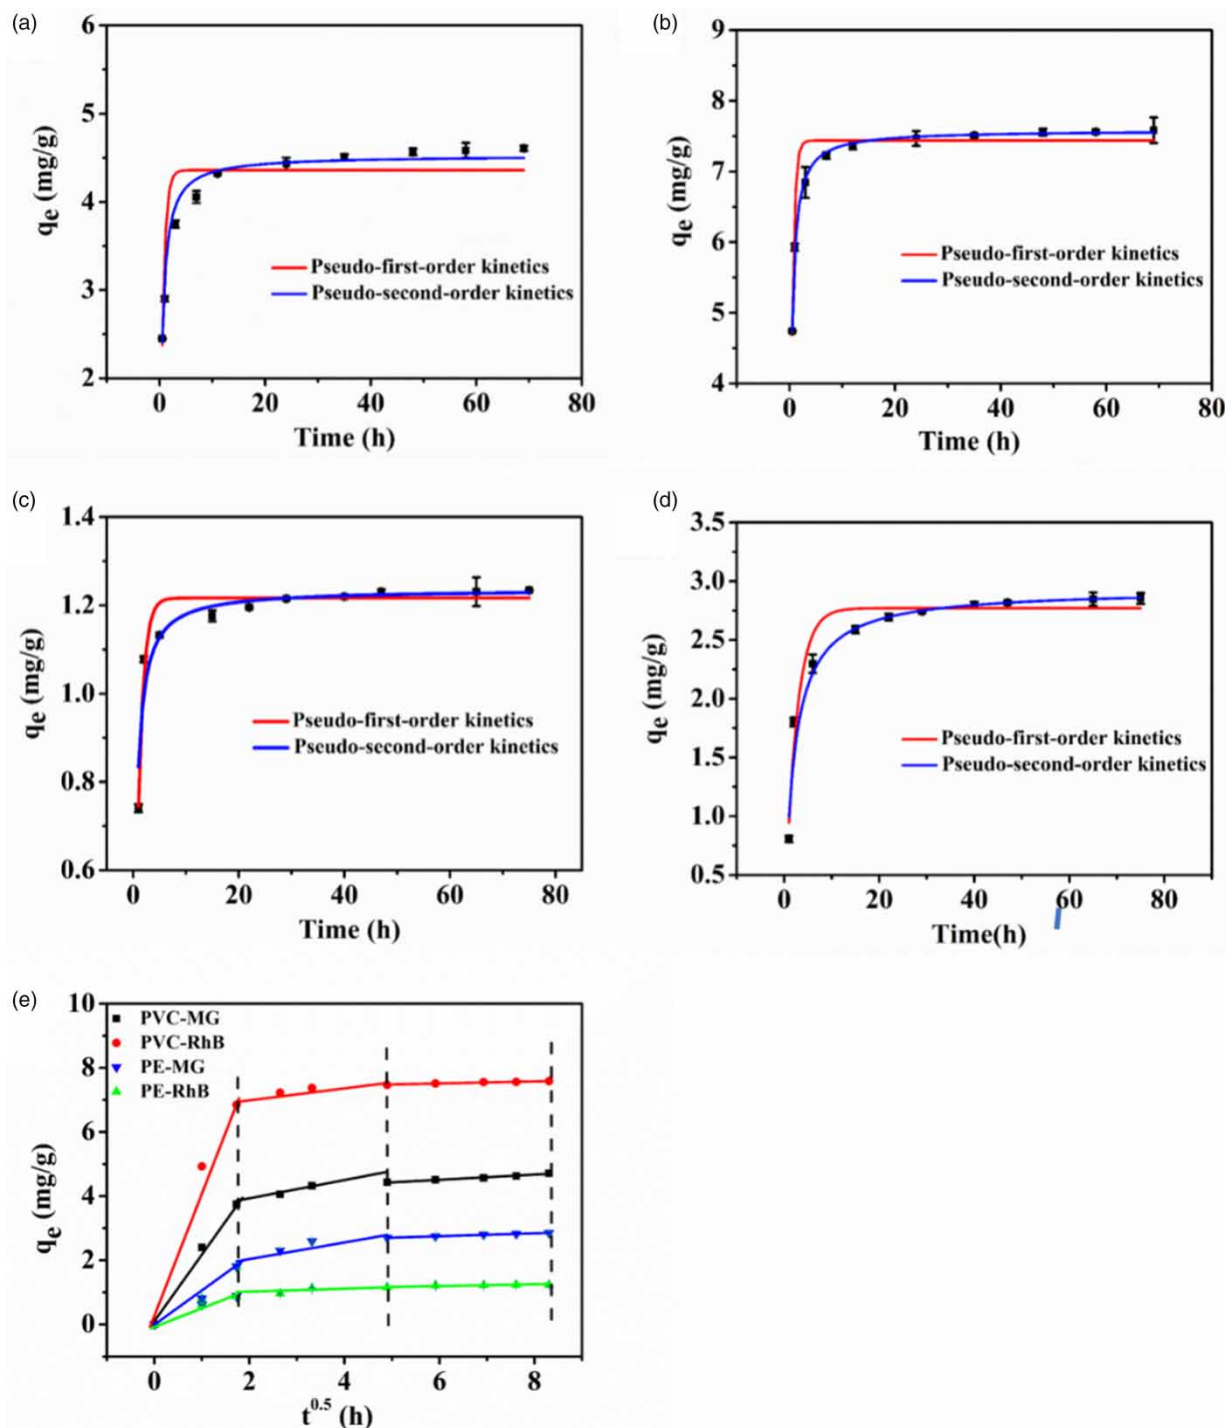 (a)
6
5
4
3
2
qe (mg/g)
Pseudo-first-order kinetics
Pseudo-second-order kinetics
0 20 40 60 80
Time (h)
(b)
9
8
7
6
5
4
qe (mg/g)
Pseudo-first-order kinetics
Pseudo-second-order kinetics
0 20 40 60 80
Time (h)
(c)
1.4
1.2
1.0
0.8
0.6
qe (mg/g)
Pseudo-first-order kinetics
Pseudo-second-order kinetics
0 20 40 60 80
Time (h)
(d)
3.5
3.0
2.5
2.0
1.5
1.0
0.5
qe (mg/g)
Pseudo-first-order kinetics
Pseudo-second-order kinetics
0 20 40 60 80
Time(h)
(e)
10
8
6
4
2
0
qe (mg/g)
PVC-MG
PVC-RhB
PE-MG
PE-RhB
0 2 4 6 8
t^0.5 (h)